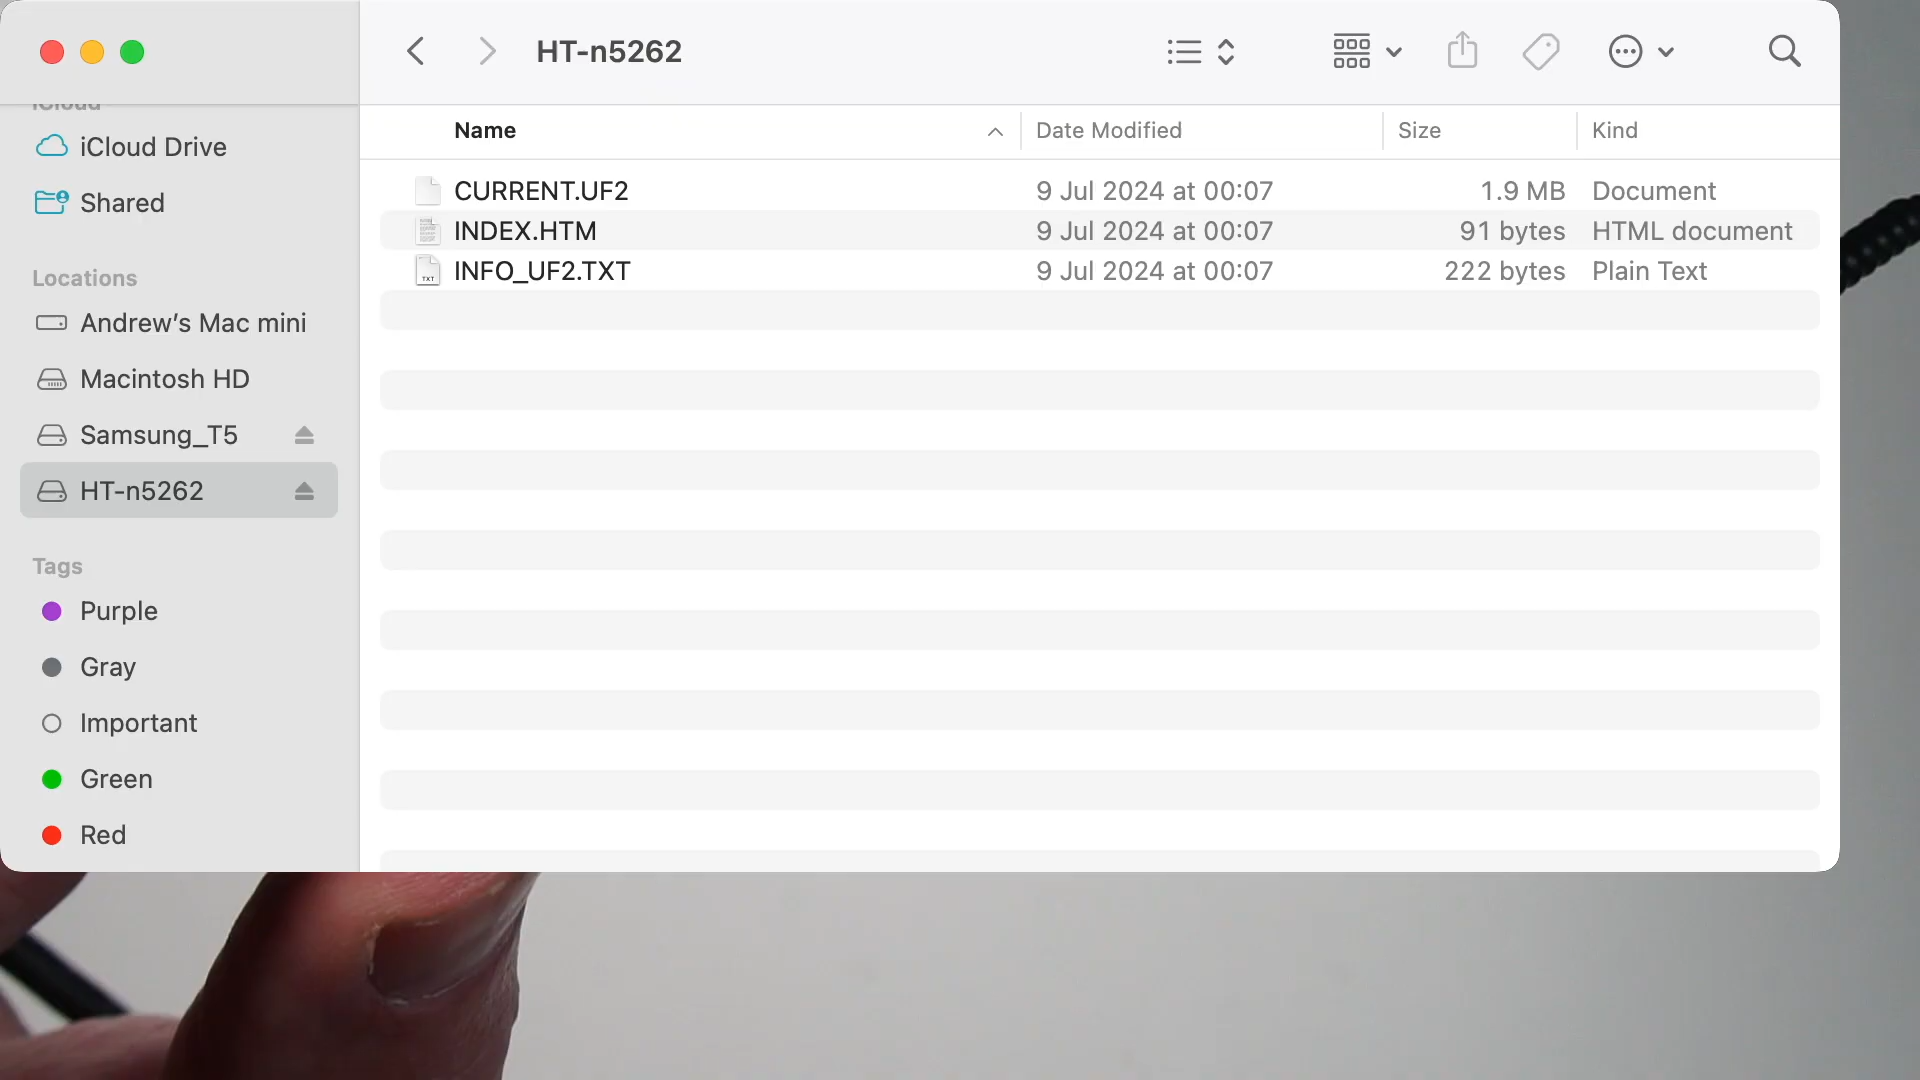 HT-n5262
iCloud
iCloud Drive
Shared
Locations
Andrew’s Mac mini
Macintosh HD
Samsung_T5
HT-n5262
Tags
Purple
Gray
Important
Green
Red
Name Date Modified Size Kind
CURRENT.UF2 9 Jul 2024 at 00:07 1.9 MB Document
INDEX.HTM 9 Jul 2024 at 00:07 91 bytes HTML document
TXT INFO_UF2.TXT 9 Jul 2024 at 00:07 222 bytes Plain Text